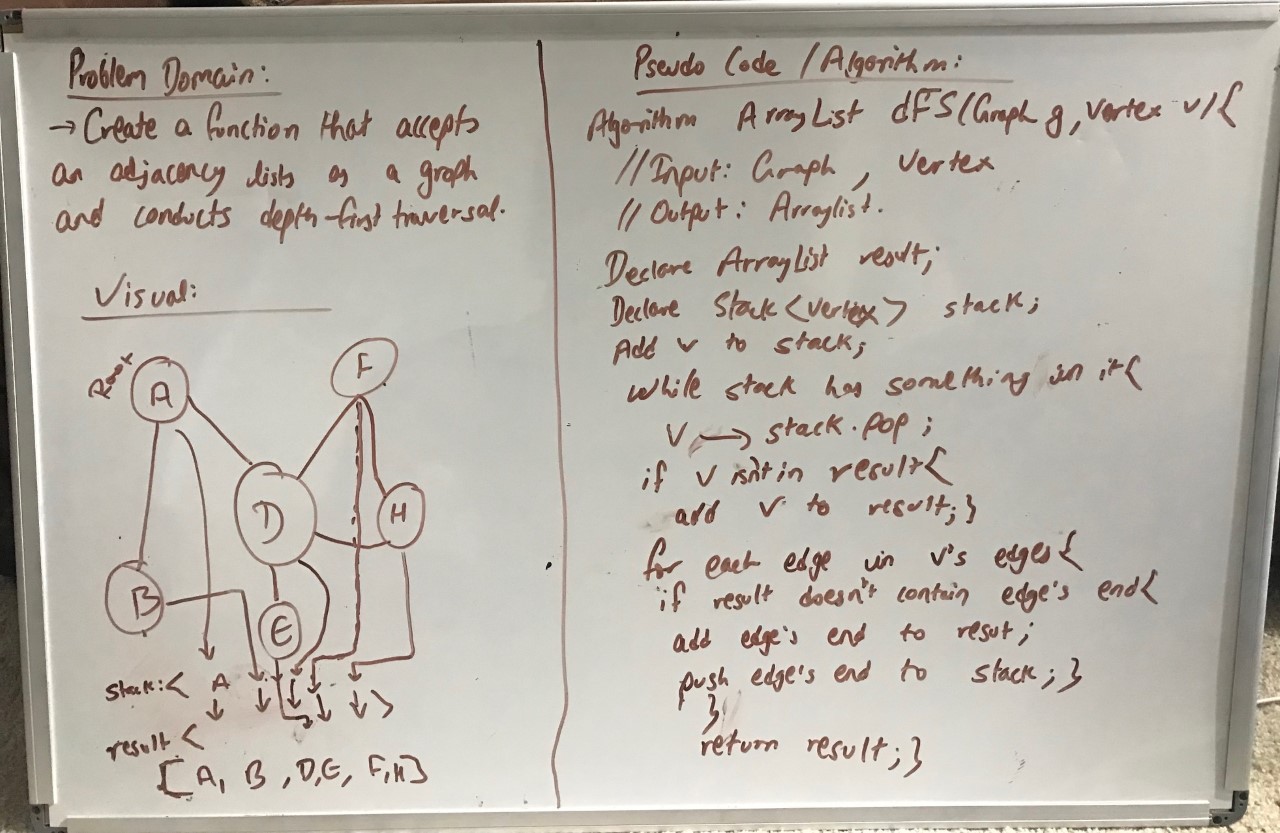 Problem Domain:
→ Create a function that accepts
an adjacency lists as a graph
and conducts depth-first traversal.
Visual:
Root
A
F
D
H
B
E
stack: < A >
result <
[A, B, D, E, F, H]
Pseudo Code / Algorithm:
Algorithm ArrayList dFS(Graph g, Vertex v){
//Input: Graph, Vertex
// Output: Arraylist.
Declare ArrayList result;
Declare Stack<Vertex> stack;
Add v to stack;
while stack has something in it{
V → stack.pop;
if V isn't in result{
add V to result;}
for each edge in V's edges{
if result doesn't contain edge's end{
add edge's end to resut;
push edge's end to stack;}
}
return result;}